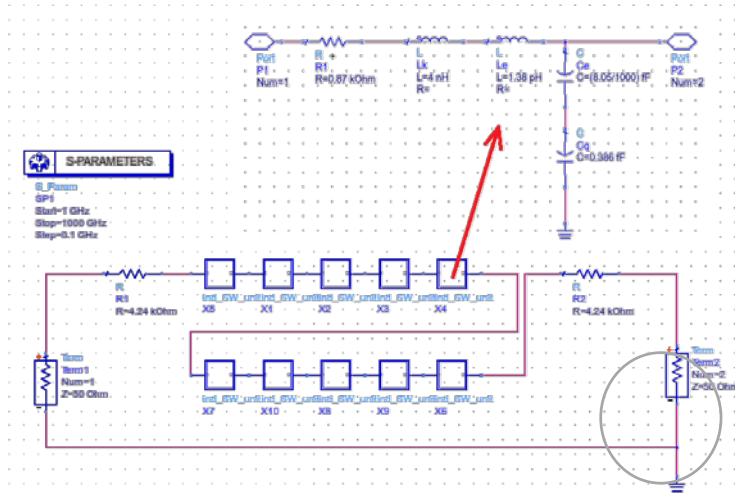 Port
P1
Num=1
R
R1
R=0.87 kOhm
L
Lk
L=4 nH
R=
L
Le
L=1.38 pH
R=
C
Ce
C=(8.05/1000) fF
Port
P2
Num=2
C
Cq
C=0.386 fF
S-PARAMETERS
S_Param
SP1
Start=1 GHz
Stop=1000 GHz
Step=0.1 GHz
R
R1
R=4.24 kOhm
X5
X1
X2
X3
X4
R
R2
R=4.24 kOhm
Term
Term1
Num=1
Z=50 Ohm
X7
X10
X8
X9
X6
Term
Term2
Num=2
Z=50 Ohm